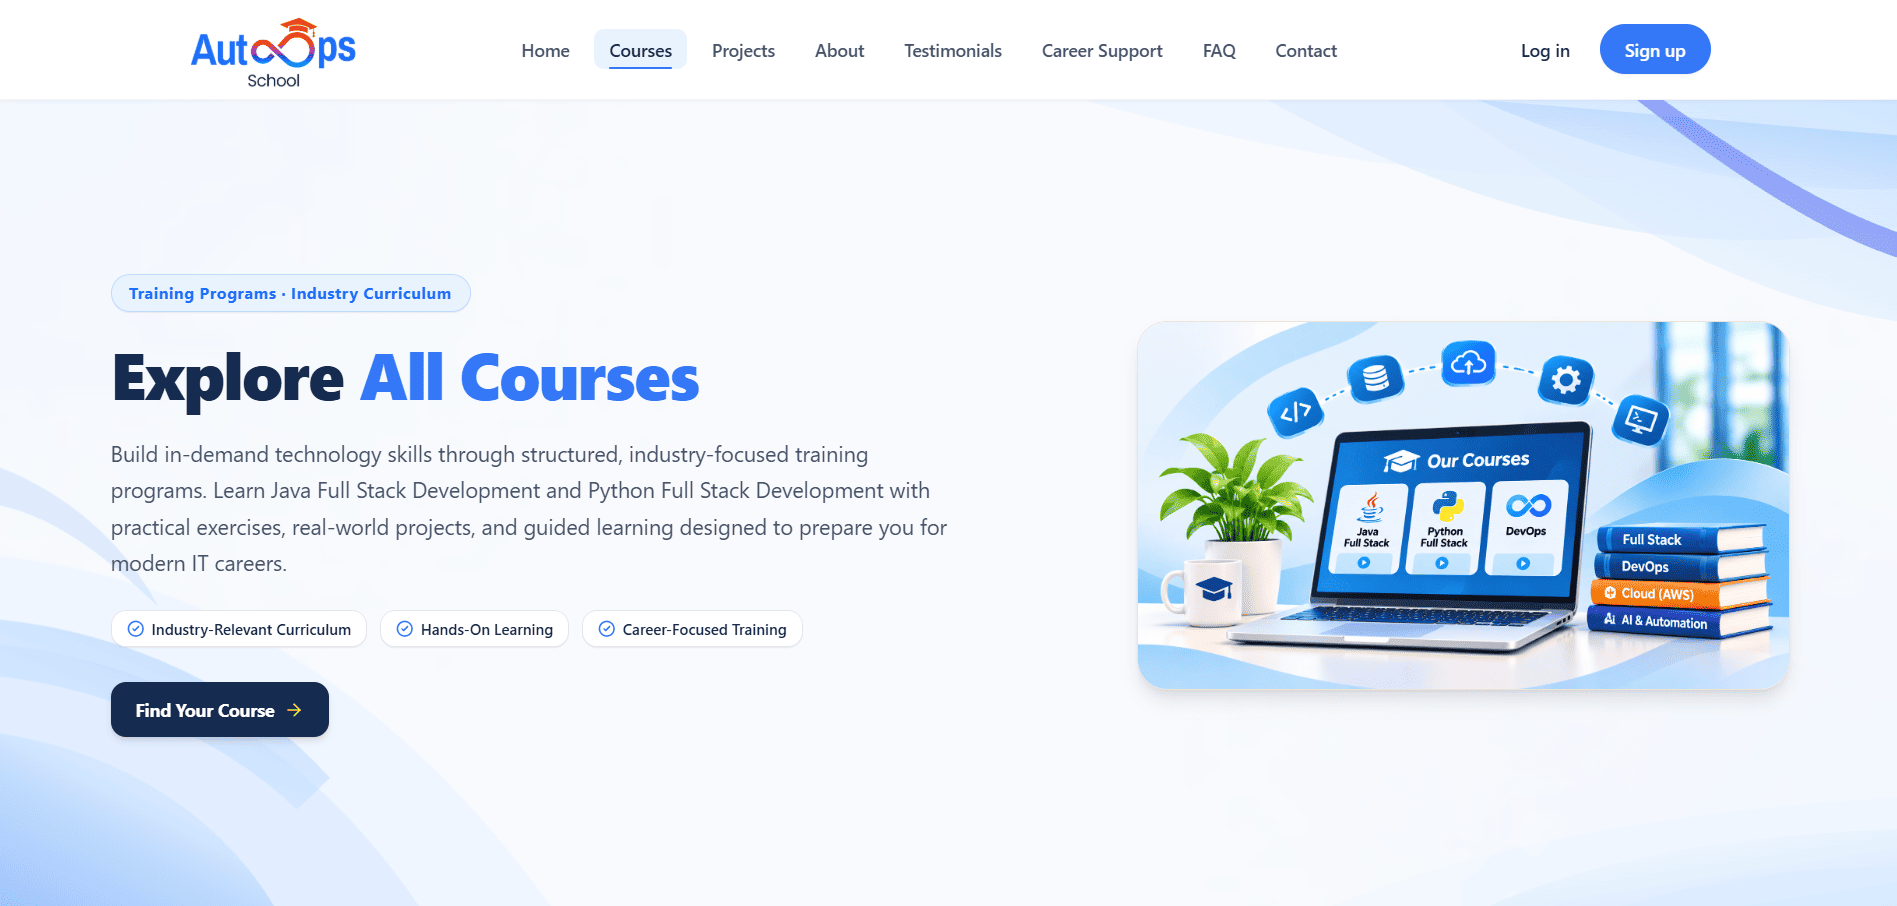 AutoOps
School
Home
Courses
Projects
About
Testimonials
Career Support
FAQ
Contact
Log in
Sign up
Training Programs · Industry Curriculum
Explore All Courses
Build in-demand technology skills through structured, industry-focused training
programs. Learn Java Full Stack Development and Python Full Stack Development with
practical exercises, real-world projects, and guided learning designed to prepare you for
modern IT careers.
Industry-Relevant Curriculum
Hands-On Learning
Career-Focused Training
Find Your Course
</>
Our Courses
Java
Full Stack
Python
Full Stack
DevOps
Full Stack
DevOps
Cloud (AWS)
AI
AI & Automation